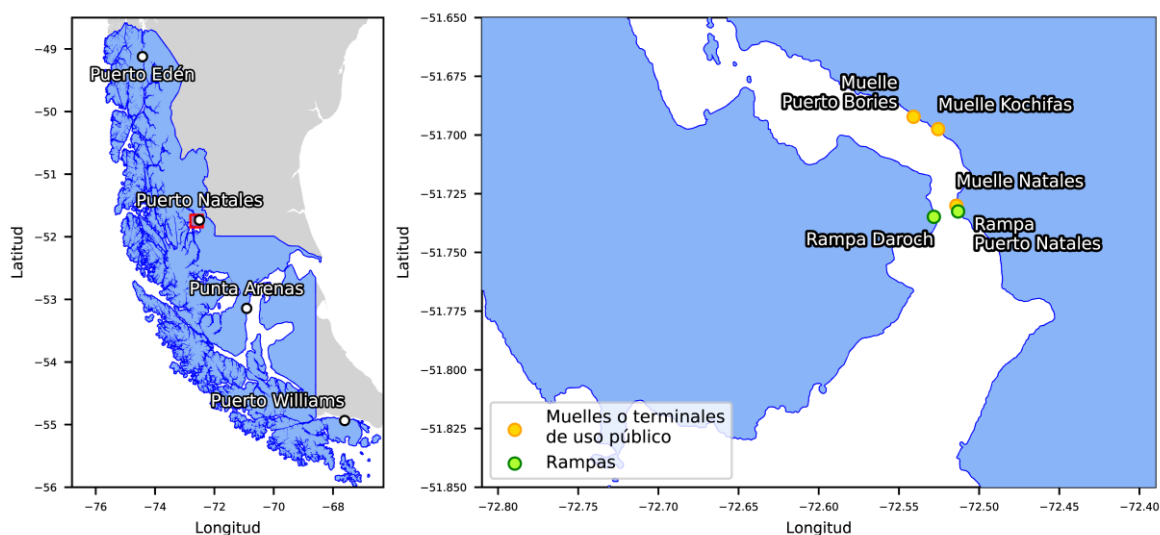 −49
−50
−51
−52
−53
−54
−55
−56
−76
−74
−72
−70
−68
Latitud
Longitud
Puerto Edén
Puerto Natales
Punta Arenas
Puerto Williams
−51.650
−51.675
−51.700
−51.725
−51.750
−51.775
−51.800
−51.825
−51.850
−72.80
−72.75
−72.70
−72.65
−72.60
−72.55
−72.50
−72.45
−72.40
Latitud
Longitud
Muelle
Puerto Bories
Muelle Kochifas
Muelle Natales
Rampa Daroch
Rampa
Puerto Natales
Muelles o terminales
de uso público
Rampas